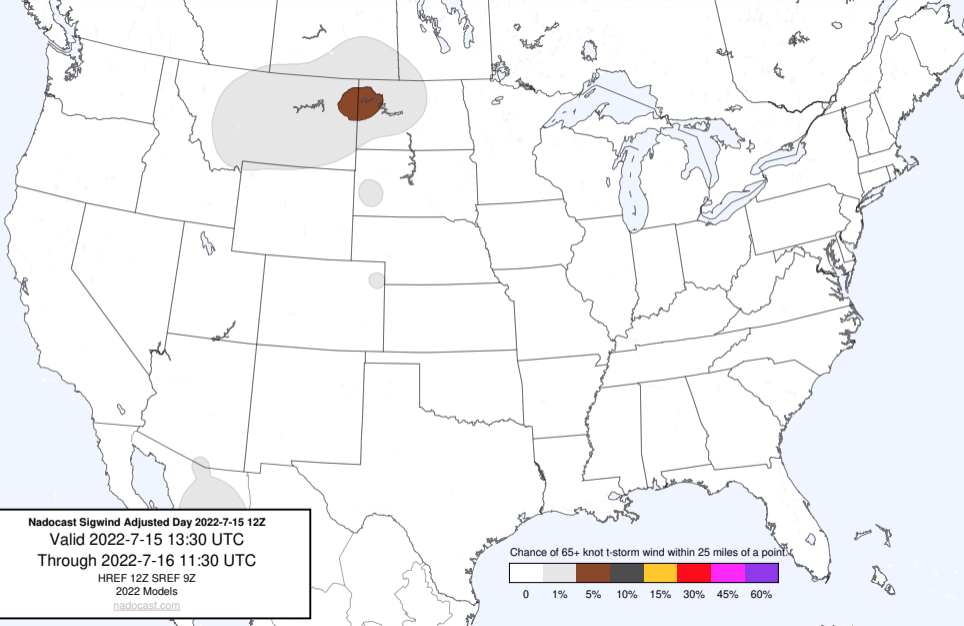 Nadocast Sigwind Adjusted Day 2022-7-15 12Z
Valid 2022-7-15 13:30 UTC
Through 2022-7-16 11:30 UTC
HREF 12Z SREF 9Z
2022 Models
nadocast.com
Chance of 65+ knot t-storm wind within 25 miles of a point.
0 1% 5% 10% 15% 30% 45% 60%